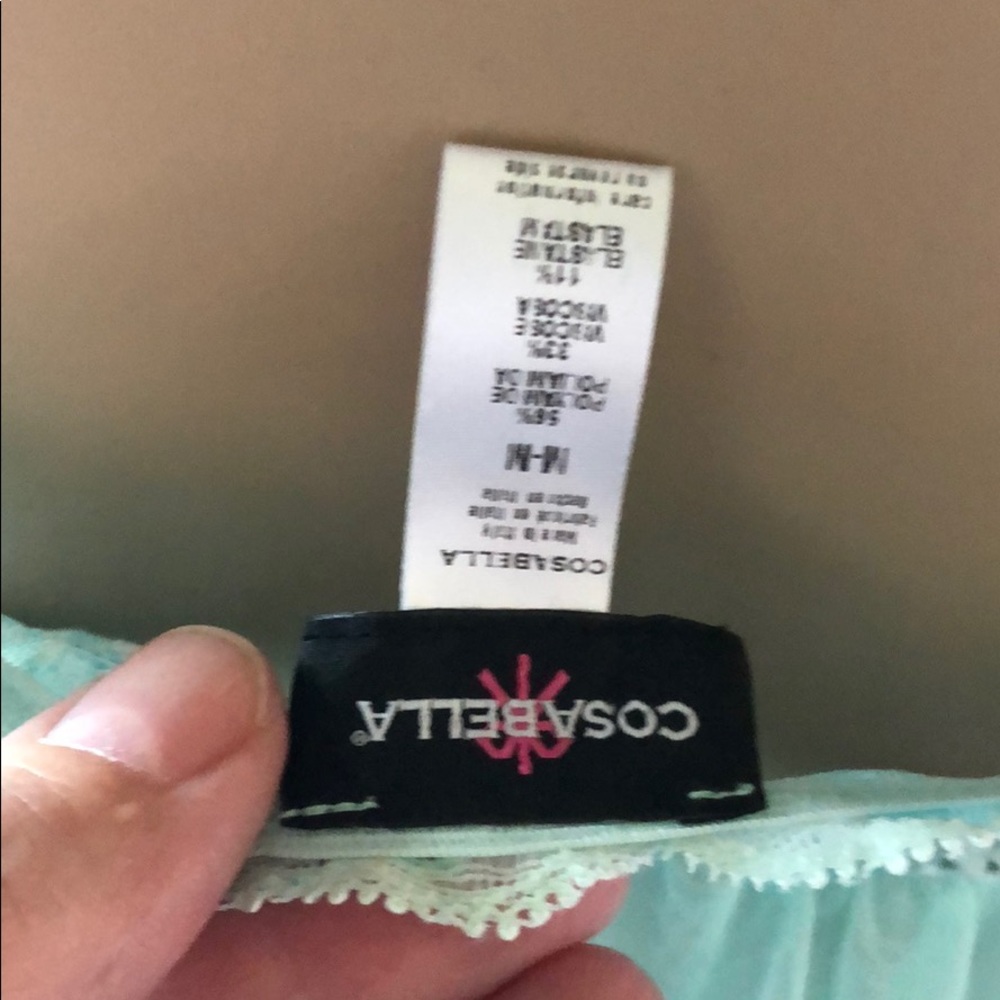 COSABELLA®
COSABELLA
Made in Italy
Fabriqué en Italie
Hecho en Italia
M-M
56%
POLYAMIDE
POLIAMIDA
33%
VISCOSE
VISCOSA
11%
ELASTANE
ELASTAN
care information
on reverse side